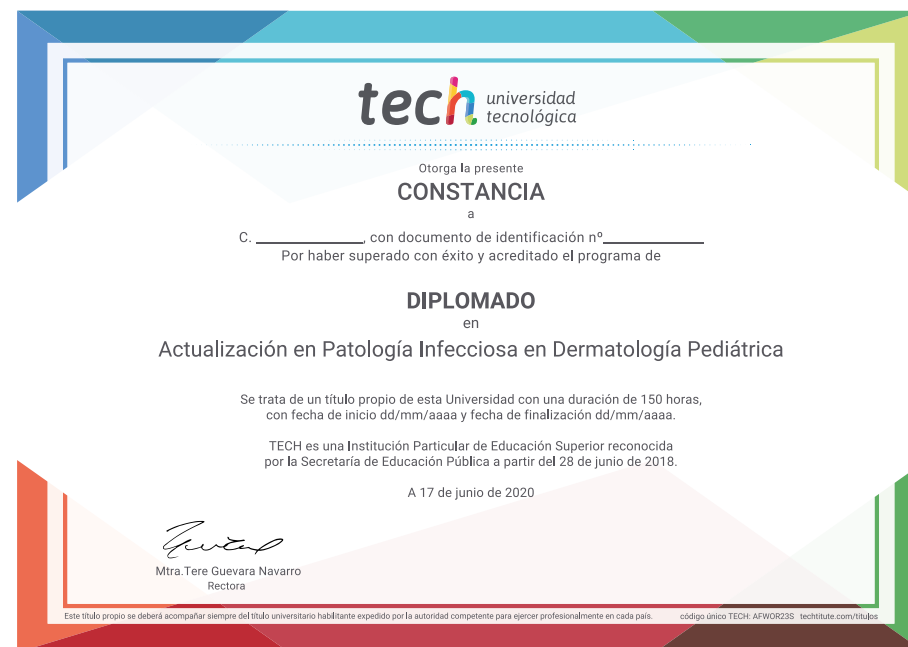 tech universidad
tecnológica
Otorga la presente
CONSTANCIA
a
C. ____________, con documento de identificación nº____________
Por haber superado con éxito y acreditado el programa de
DIPLOMADO
en
Actualización en Patología Infecciosa en Dermatología Pediátrica
Se trata de un título propio de esta Universidad con una duración de 150 horas,
con fecha de inicio dd/mm/aaaa y fecha de finalización dd/mm/aaaa.
TECH es una Institución Particular de Educación Superior reconocida
por la Secretaría de Educación Pública a partir del 28 de junio de 2018.
A 17 de junio de 2020
Mtra.Tere Guevara Navarro
Rectora
Este título propio se deberá acompañar siempre del título universitario habilitante expedido por la autoridad competente para ejercer profesionalmente en cada país. código único TECH: AFWOR23S techtitute.com/titulos